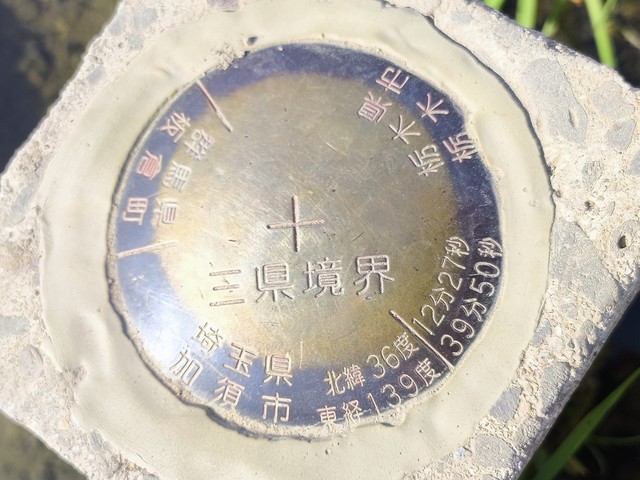 栃木県
栃木市
群馬県
板倉町
三県境界
埼玉県
加須市
北緯36度12分27秒
東経139度39分50秒